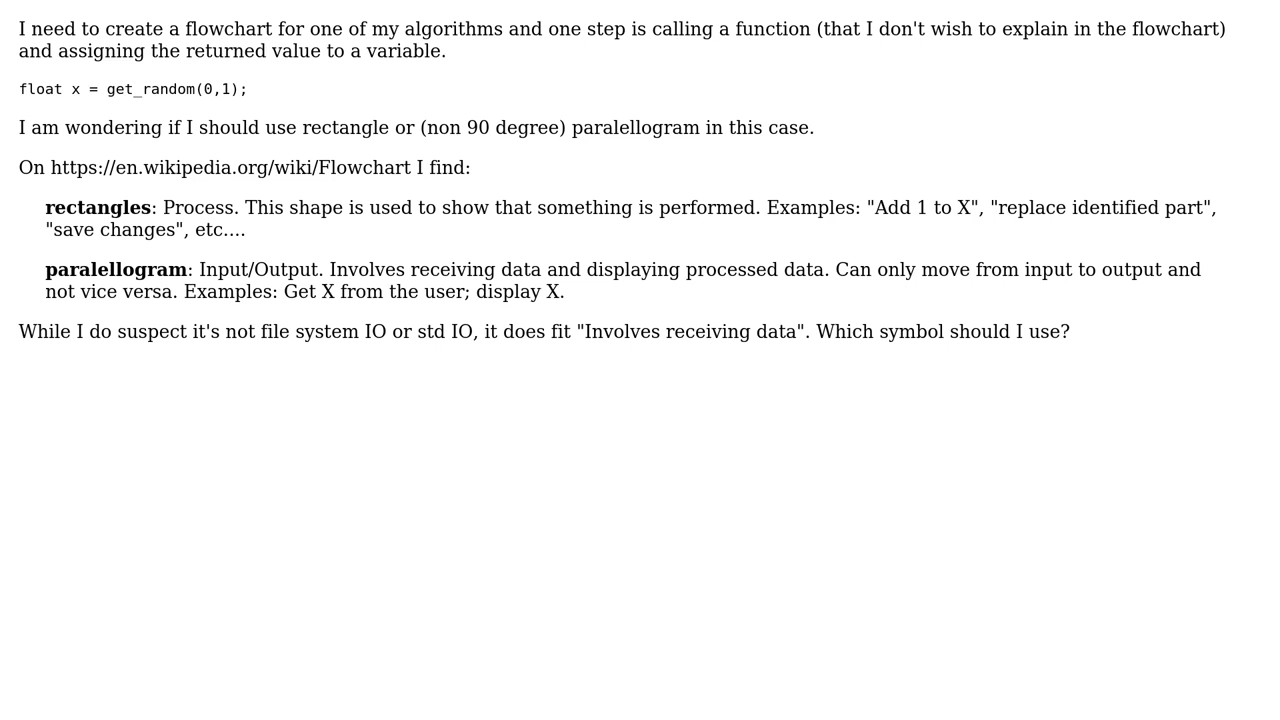 I need to create a flowchart for one of my algorithms and one step is calling a function (that I don't wish to explain in the flowchart)
and assigning the returned value to a variable.
float x = get_random(0,1);
I am wondering if I should use rectangle or (non 90 degree) paralellogram in this case.
On https://en.wikipedia.org/wiki/Flowchart I find:
rectangles: Process. This shape is used to show that something is performed. Examples: "Add 1 to X", "replace identified part",
"save changes", etc....
paralellogram: Input/Output. Involves receiving data and displaying processed data. Can only move from input to output and
not vice versa. Examples: Get X from the user; display X.
While I do suspect it's not file system IO or std IO, it does fit "Involves receiving data". Which symbol should I use?